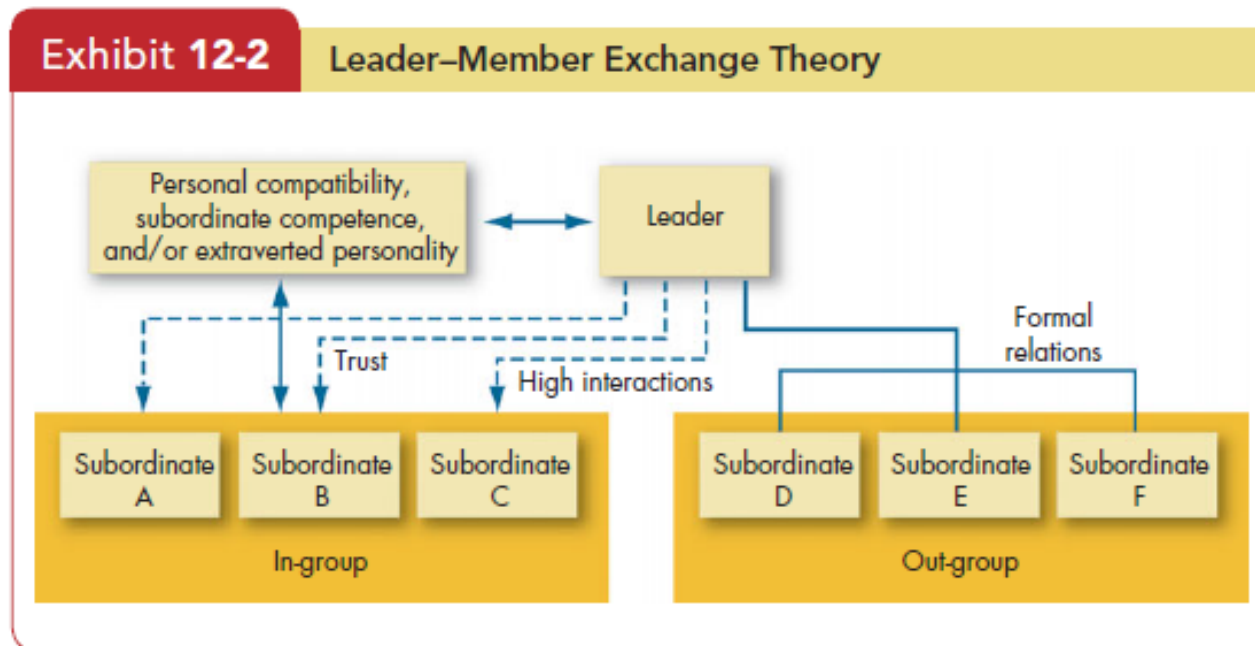 Exhibit 12-2
Leader–Member Exchange Theory
Personal compatibility,
subordinate competence,
and/or extraverted personality
Leader
Formal
relations
Trust
High interactions
Subordinate
A
Subordinate
B
Subordinate
C
In-group
Subordinate
D
Subordinate
E
Subordinate
F
Out-group